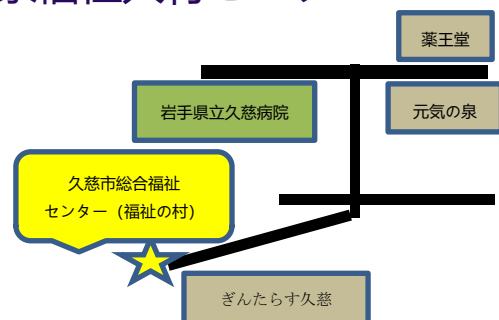 薬王堂
岩手県立久慈病院
元気の泉
久慈市総合福祉
センター（福祉の村）
ぎんたらす久慈